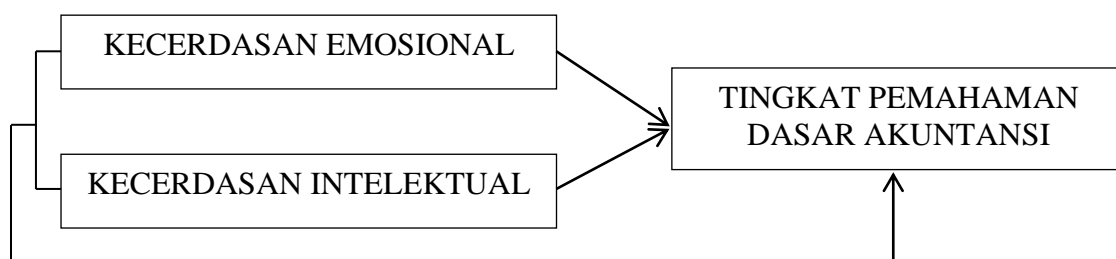 KECERDASAN EMOSIONAL
TINGKAT PEMAHAMAN
DASAR AKUNTANSI
KECERDASAN INTELEKTUAL